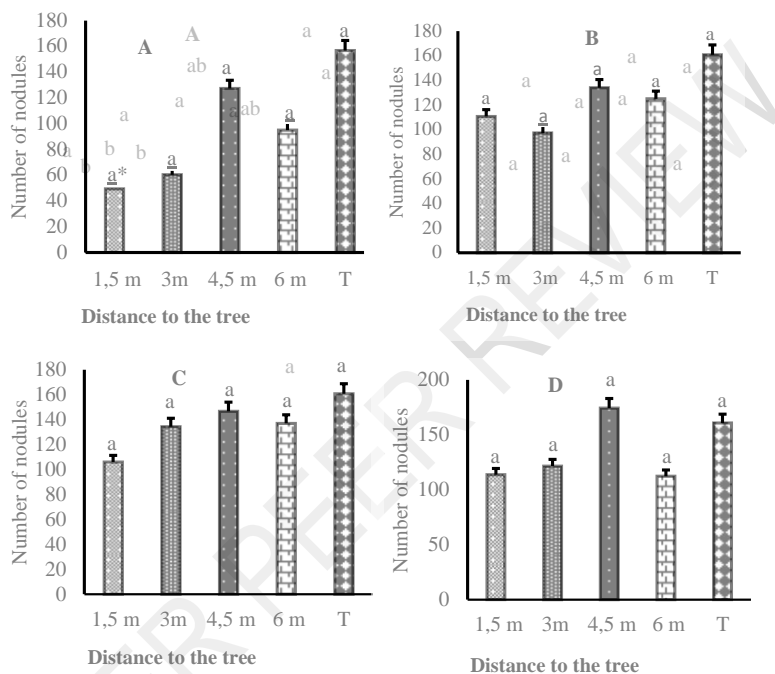 180
160
140
120
100
80
60
40
20
0
Number of nodules
A
A
a
a
ab
a
a
a
ab
a
a
a
b
b
b
a*
a
1,5 m 3m 4,5 m 6 m T
Distance to the tree
180
160
140
120
100
80
60
40
20
0
Number of nodules
B
a
a
a
a
a
a
a
a
a
a
a
a
a
1,5 m 3m 4,5 m 6 m T
Distance to the tree
180
160
140
120
100
80
60
40
20
0
Number of nodules
C
a
a
a
a
a
a
1,5 m 3m 4,5 m 6 m T
Distance to the tree
200
150
100
50
0
Number of nodules
D
a
a
a
a
a
1,5 m 3m 4,5 m 6 m T
Distance to the tree
ER PEER REVIEW